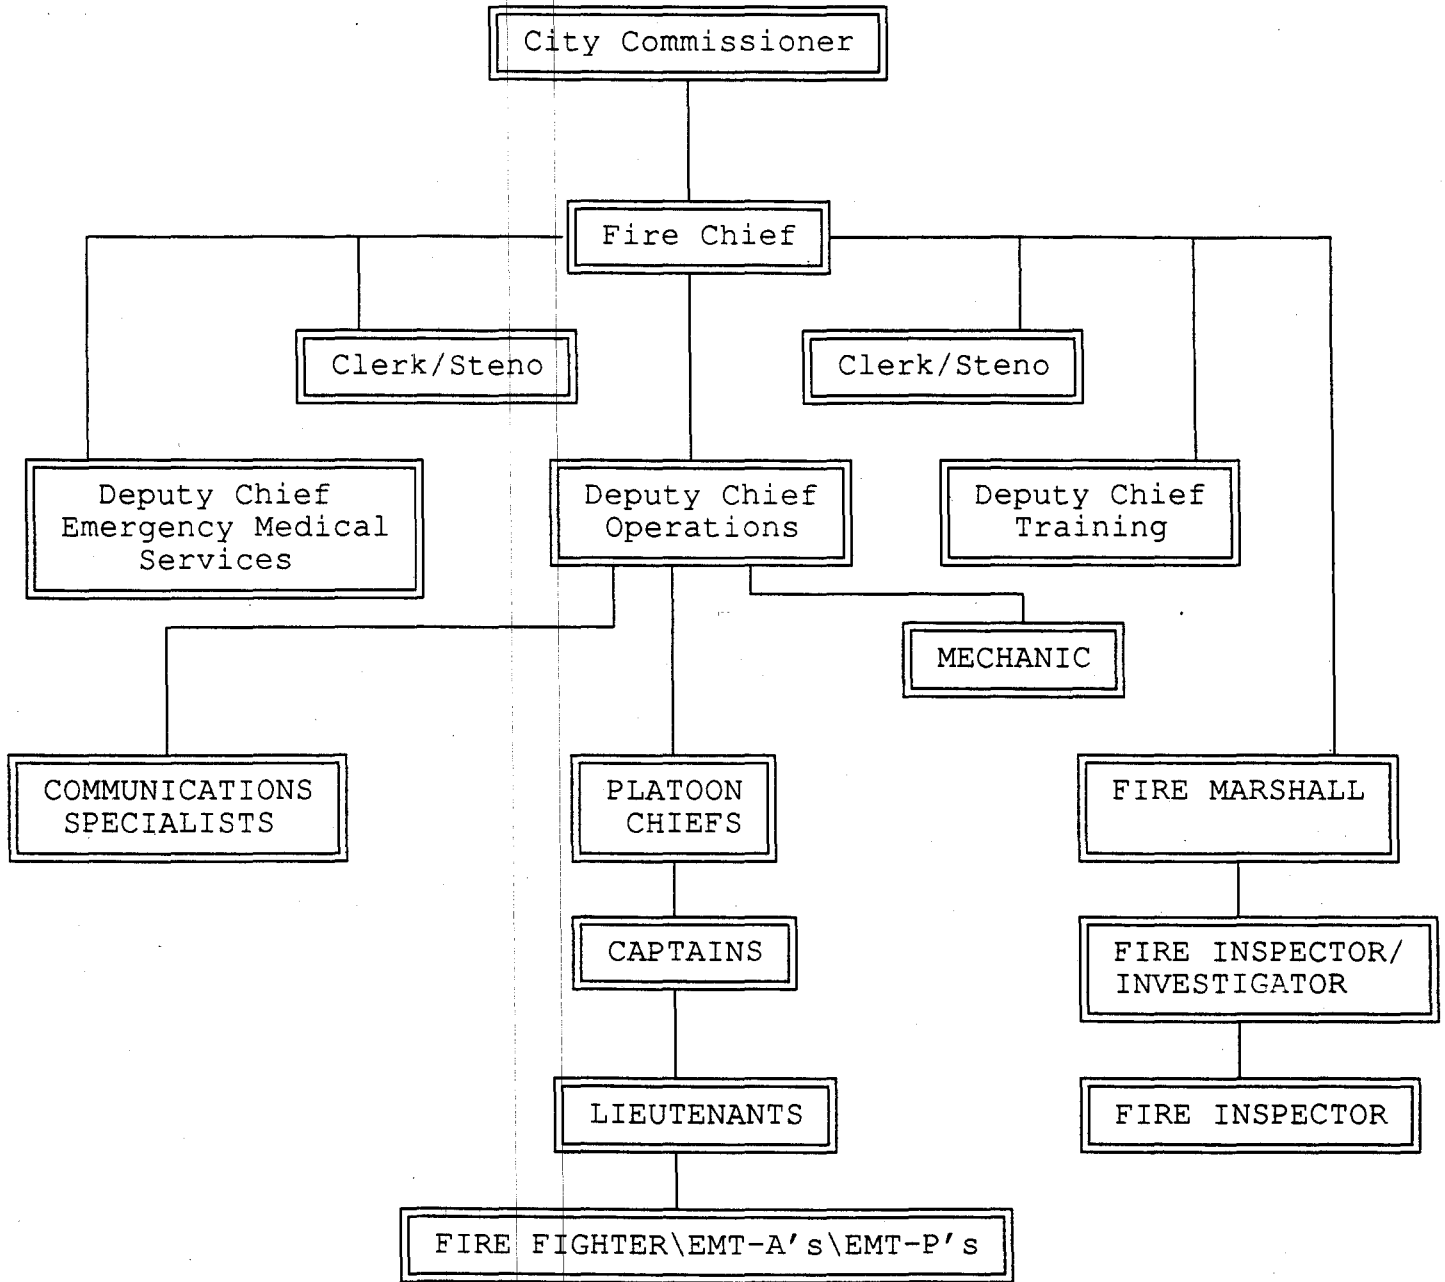 City Commissioner
Fire Chief
Clerk/Steno
Clerk/Steno
Deputy Chief
Emergency Medical
Services
Deputy Chief
Operations
Deputy Chief
Training
MECHANIC
COMMUNICATIONS
SPECIALISTS
PLATOON
CHIEFS
FIRE MARSHALL
CAPTAINS
FIRE INSPECTOR/
INVESTIGATOR
LIEUTENANTS
FIRE INSPECTOR
FIRE FIGHTER\EMT-A's\EMT-P's